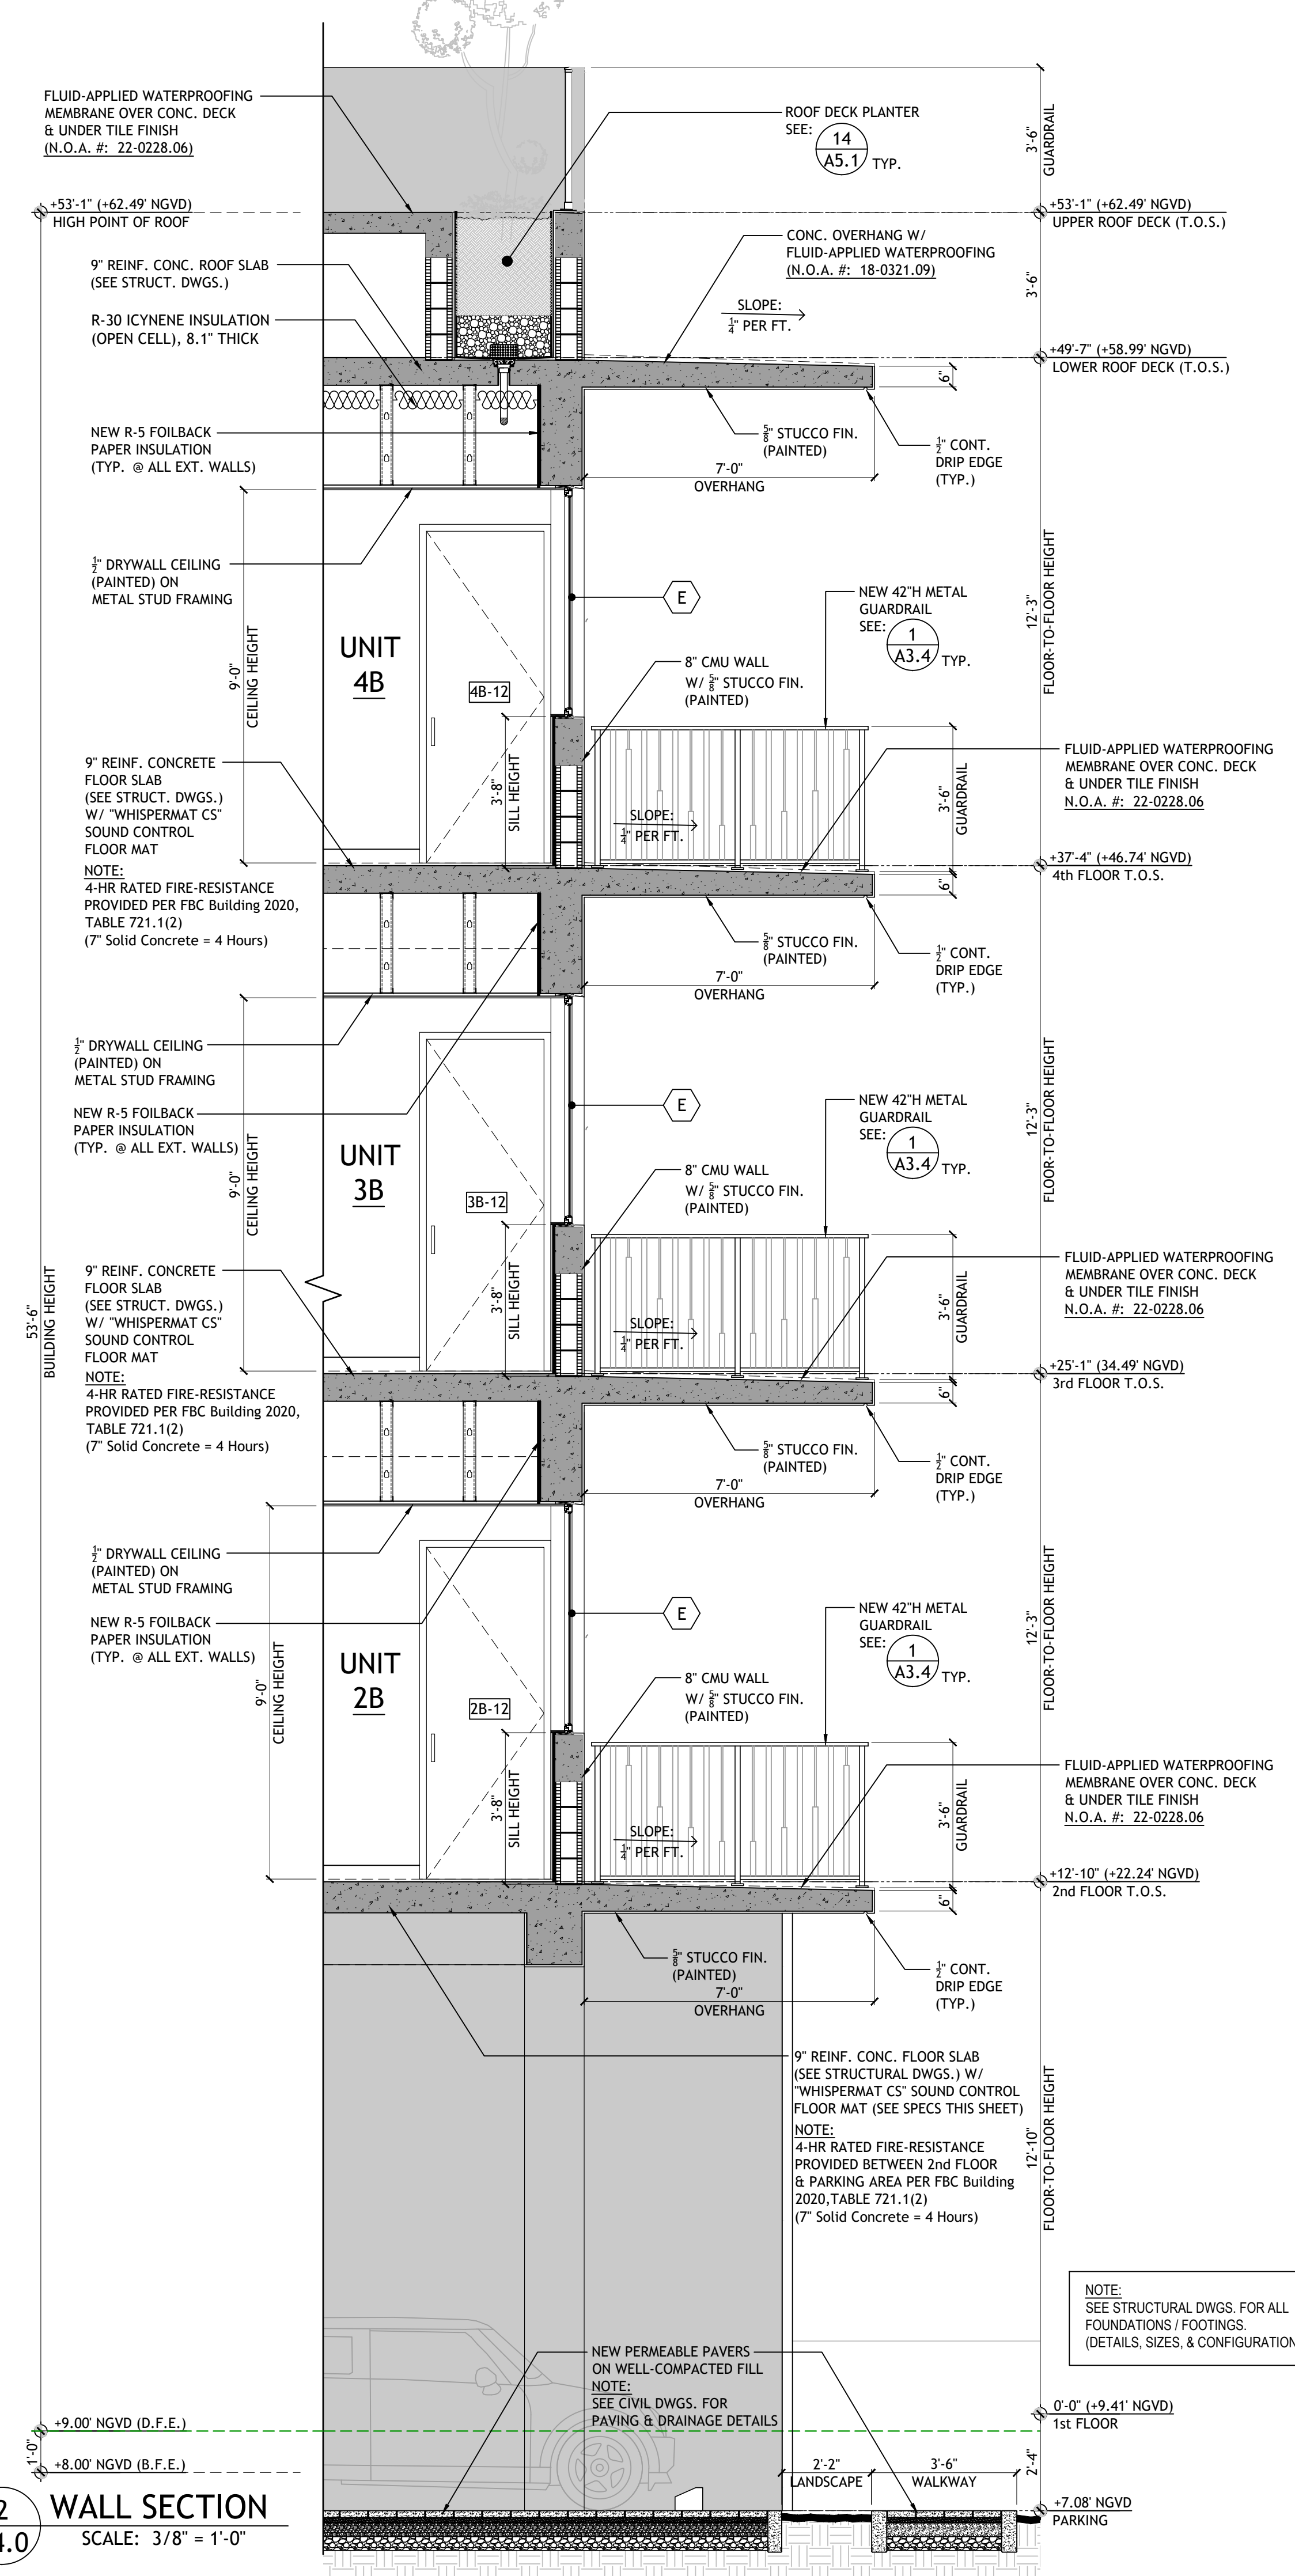 FLUID-APPLIED WATERPROOFING
MEMBRANE OVER CONC. DECK
& UNDER TILE FINISH
(N.O.A. #: 22-0228.06)
ROOF DECK PLANTER
SEE:
14
A5.1
TYP.
3'-6"
GUARDRAIL
+53'-1" (+62.49' NGVD)
HIGH POINT OF ROOF
+53'-1" (+62.49' NGVD)
UPPER ROOF DECK (T.O.S.)
CONC. OVERHANG W/
FLUID-APPLIED WATERPROOFING
(N.O.A. #: 18-0321.09)
9" REINF. CONC. ROOF SLAB
(SEE STRUCT. DWGS.)
3'-6"
SLOPE:
1/4" PER FT.
R-30 ICYNENE INSULATION
(OPEN CELL), 8.1" THICK
+49'-7" (+58.99' NGVD)
LOWER ROOF DECK (T.O.S.)
6"
NEW R-5 FOILBACK
PAPER INSULATION
(TYP. @ ALL EXT. WALLS)
5/8" STUCCO FIN.
(PAINTED)
1/2" CONT.
DRIP EDGE
(TYP.)
7'-0"
OVERHANG
1/2" DRYWALL CEILING
(PAINTED) ON
METAL STUD FRAMING
E
NEW 42"H METAL
GUARDRAIL
SEE:
1
A3.4
TYP.
12'-3"
FLOOR-TO-FLOOR HEIGHT
9'-0"
CEILING HEIGHT
UNIT
4B
4B-12
8" CMU WALL
W/ 5/8" STUCCO FIN.
(PAINTED)
9" REINF. CONCRETE
FLOOR SLAB
(SEE STRUCT. DWGS.)
W/ "WHISPERMAT CS"
SOUND CONTROL
FLOOR MAT
NOTE:
4-HR RATED FIRE-RESISTANCE
PROVIDED PER FBC Building 2020,
TABLE 721.1(2)
(7" Solid Concrete = 4 Hours)
3'-8"
SILL HEIGHT
SLOPE:
1/4" PER FT.
3'-6"
GUARDRAIL
FLUID-APPLIED WATERPROOFING
MEMBRANE OVER CONC. DECK
& UNDER TILE FINISH
N.O.A. #: 22-0228.06
+37'-4" (+46.74' NGVD)
4th FLOOR T.O.S.
6"
5/8" STUCCO FIN.
(PAINTED)
1/2" CONT.
DRIP EDGE
(TYP.)
7'-0"
OVERHANG
1/2" DRYWALL CEILING
(PAINTED) ON
METAL STUD FRAMING
NEW R-5 FOILBACK
PAPER INSULATION
(TYP. @ ALL EXT. WALLS)
E
NEW 42"H METAL
GUARDRAIL
SEE:
1
A3.4
TYP.
12'-3"
FLOOR-TO-FLOOR HEIGHT
9'-0"
CEILING HEIGHT
UNIT
3B
3B-12
8" CMU WALL
W/ 5/8" STUCCO FIN.
(PAINTED)
53'-6"
BUILDING HEIGHT
9" REINF. CONCRETE
FLOOR SLAB
(SEE STRUCT. DWGS.)
W/ "WHISPERMAT CS"
SOUND CONTROL
FLOOR MAT
NOTE:
4-HR RATED FIRE-RESISTANCE
PROVIDED PER FBC Building 2020,
TABLE 721.1(2)
(7" Solid Concrete = 4 Hours)
3'-8"
SILL HEIGHT
SLOPE:
1/4" PER FT.
3'-6"
GUARDRAIL
FLUID-APPLIED WATERPROOFING
MEMBRANE OVER CONC. DECK
& UNDER TILE FINISH
N.O.A. #: 22-0228.06
+25'-1" (34.49' NGVD)
3rd FLOOR T.O.S.
6"
5/8" STUCCO FIN.
(PAINTED)
1/2" CONT.
DRIP EDGE
(TYP.)
7'-0"
OVERHANG
1/2" DRYWALL CEILING
(PAINTED) ON
METAL STUD FRAMING
NEW R-5 FOILBACK
PAPER INSULATION
(TYP. @ ALL EXT. WALLS)
E
NEW 42"H METAL
GUARDRAIL
SEE:
1
A3.4
TYP.
12'-3"
FLOOR-TO-FLOOR HEIGHT
9'-0"
CEILING HEIGHT
UNIT
2B
2B-12
8" CMU WALL
W/ 5/8" STUCCO FIN.
(PAINTED)
3'-8"
SILL HEIGHT
SLOPE:
1/4" PER FT.
3'-6"
GUARDRAIL
FLUID-APPLIED WATERPROOFING
MEMBRANE OVER CONC. DECK
& UNDER TILE FINISH
N.O.A. #: 22-0228.06
+12'-10" (+22.24' NGVD)
2nd FLOOR T.O.S.
6"
5/8" STUCCO FIN.
(PAINTED)
1/2" CONT.
DRIP EDGE
(TYP.)
7'-0"
OVERHANG
9" REINF. CONC. FLOOR SLAB
(SEE STRUCTURAL DWGS.) W/
"WHISPERMAT CS" SOUND CONTROL
FLOOR MAT (SEE SPECS THIS SHEET)
NOTE:
4-HR RATED FIRE-RESISTANCE
PROVIDED BETWEEN 2nd FLOOR
& PARKING AREA PER FBC Building
2020,TABLE 721.1(2)
(7" Solid Concrete = 4 Hours)
12'-10"
FLOOR-TO-FLOOR HEIGHT
NOTE:
SEE STRUCTURAL DWGS. FOR ALL
FOUNDATIONS / FOOTINGS.
(DETAILS, SIZES, & CONFIGURATION
NEW PERMEABLE PAVERS
ON WELL-COMPACTED FILL
NOTE:
SEE CIVIL DWGS. FOR
PAVING & DRAINAGE DETAILS
0'-0" (+9.41' NGVD)
1st FLOOR
+9.00' NGVD (D.F.E.)
1'-0"
+8.00' NGVD (B.F.E.)
2'-2"
LANDSCAPE
3'-6"
WALKWAY
2'-4"
+7.08' NGVD
PARKING
2
4.0
WALL SECTION
SCALE: 3/8" = 1'-0"